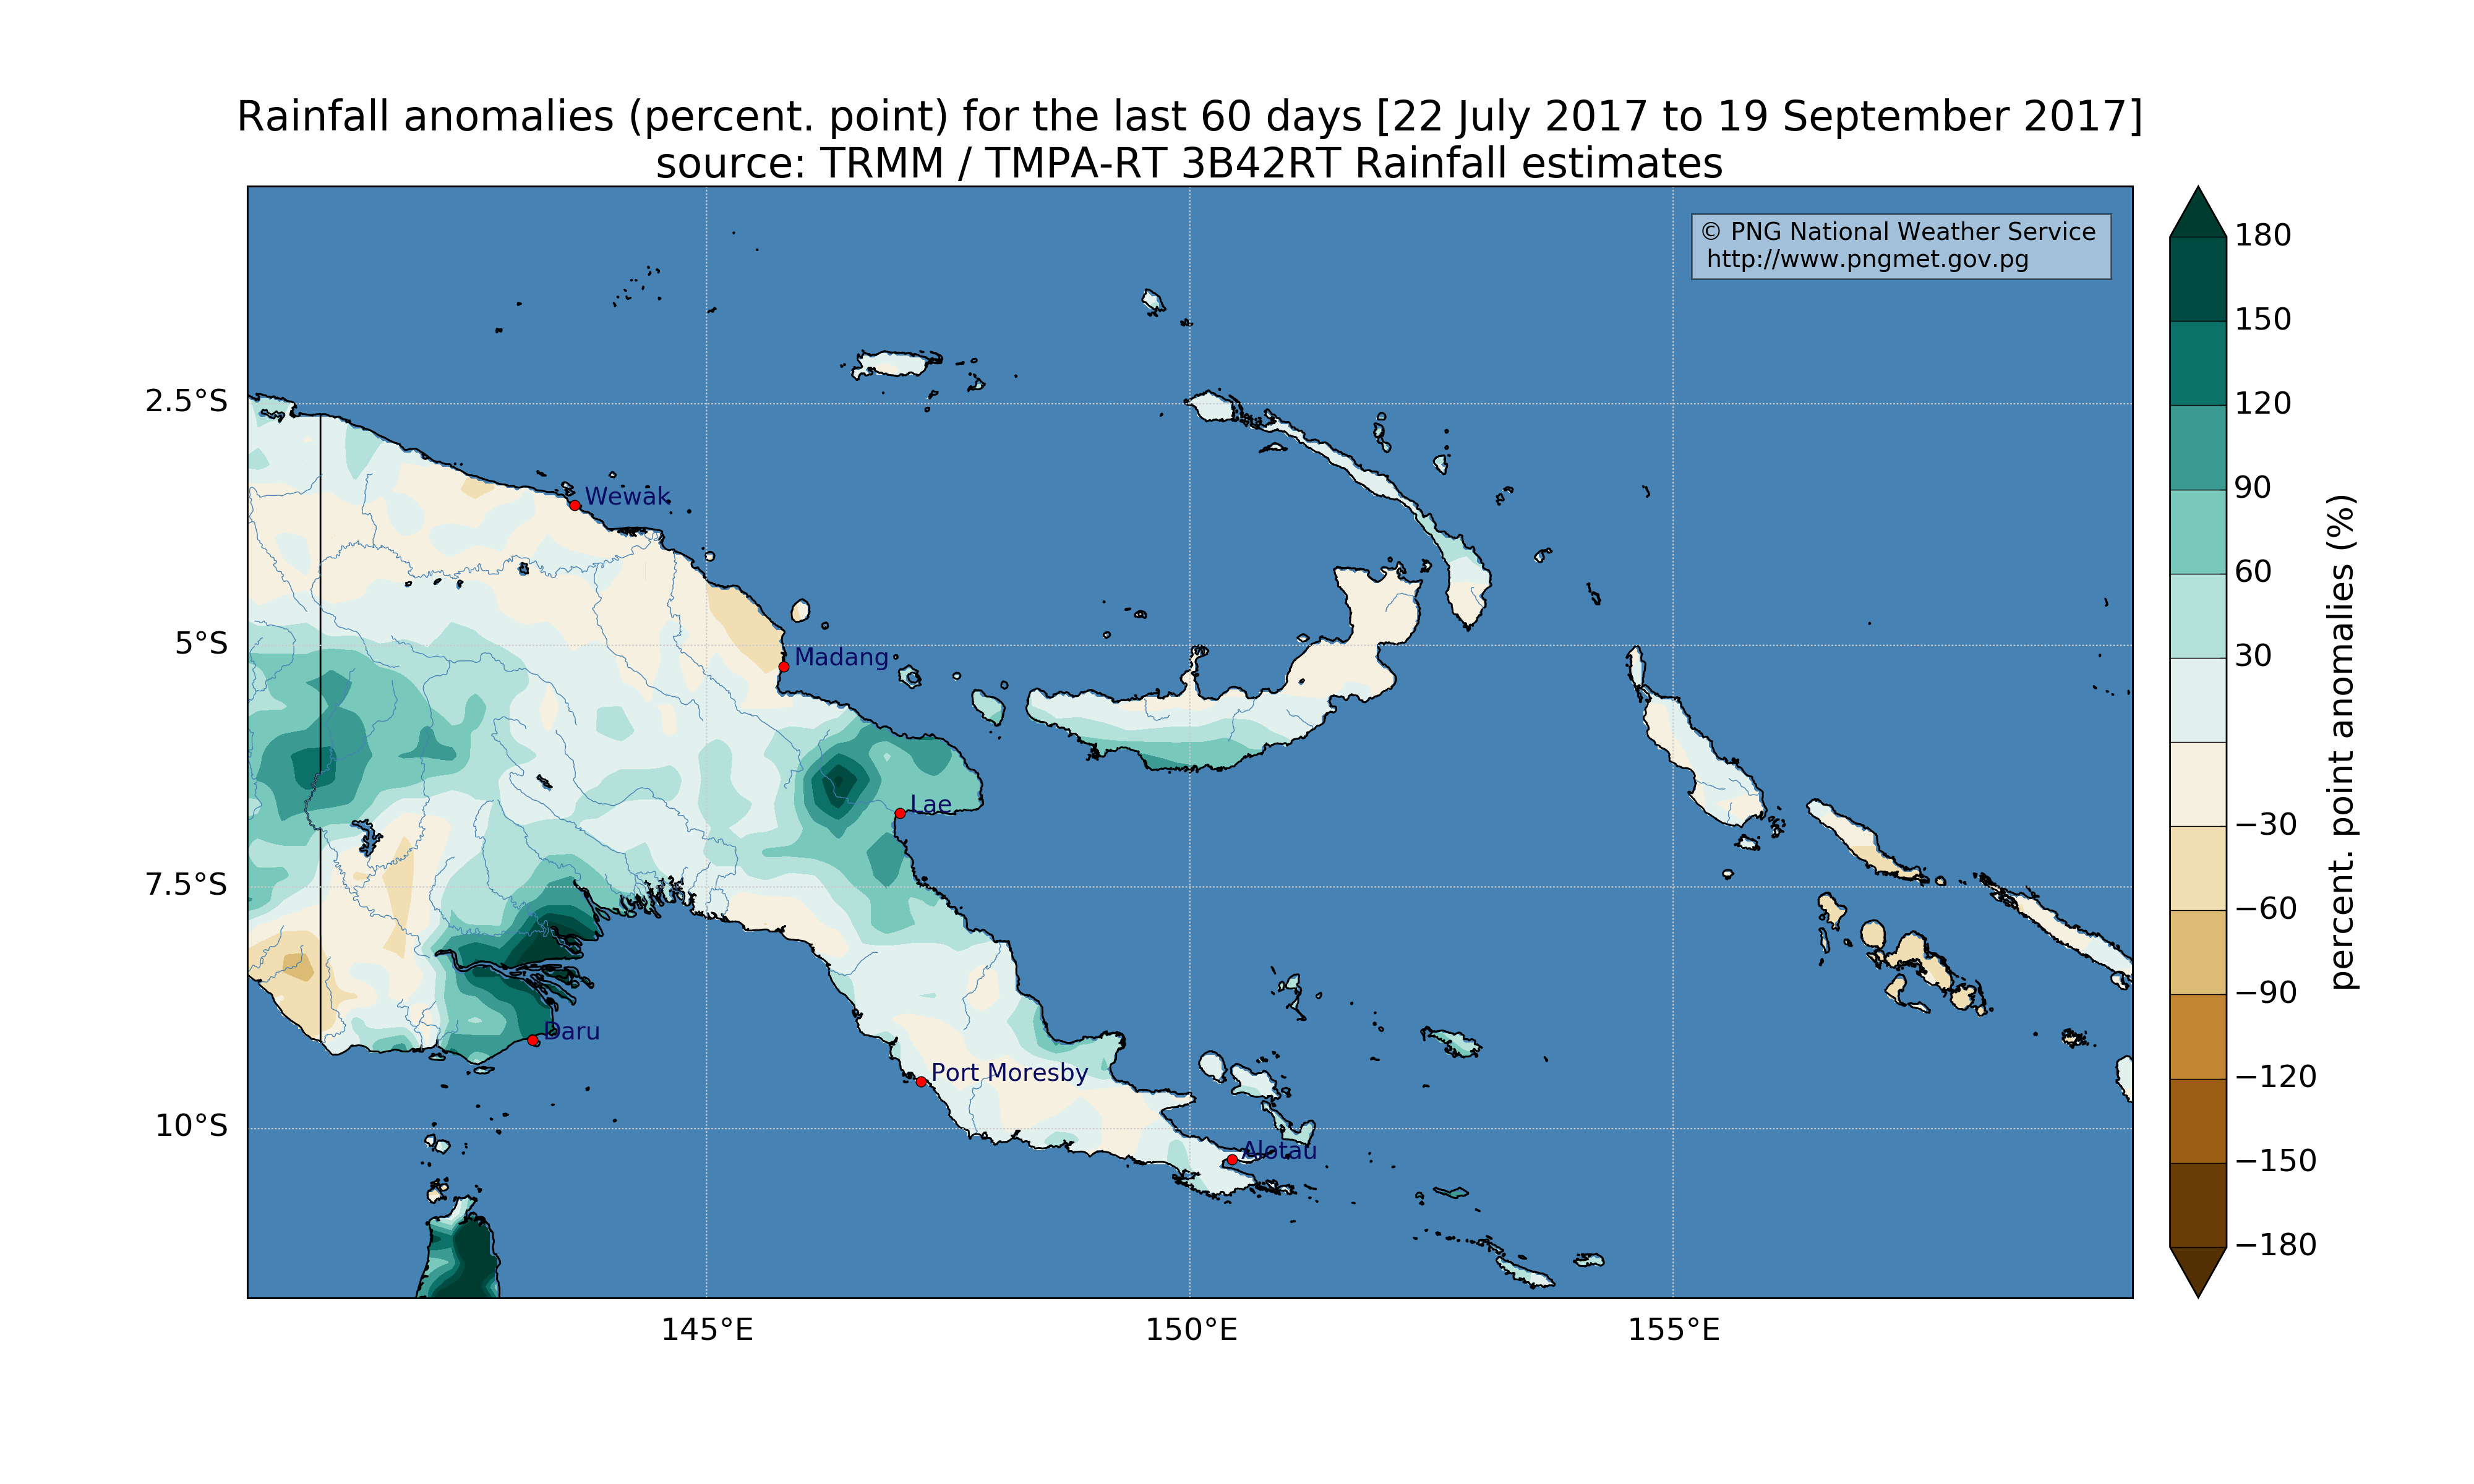 Rainfall anomalies (percent. point) for the last 60 days [22 July 2017 to 19 September 2017]
source: TRMM / TMPA-RT 3B42RT Rainfall estimates
© PNG National Weather Service
http://www.pngmet.gov.pg
2.5°S
5°S
7.5°S
10°S
145°E
150°E
155°E
Wewak
Madang
Lae
Daru
Port Moresby
Alotau
180
150
120
90
60
30
−30
−60
−90
−120
−150
−180
percent. point anomalies (%)